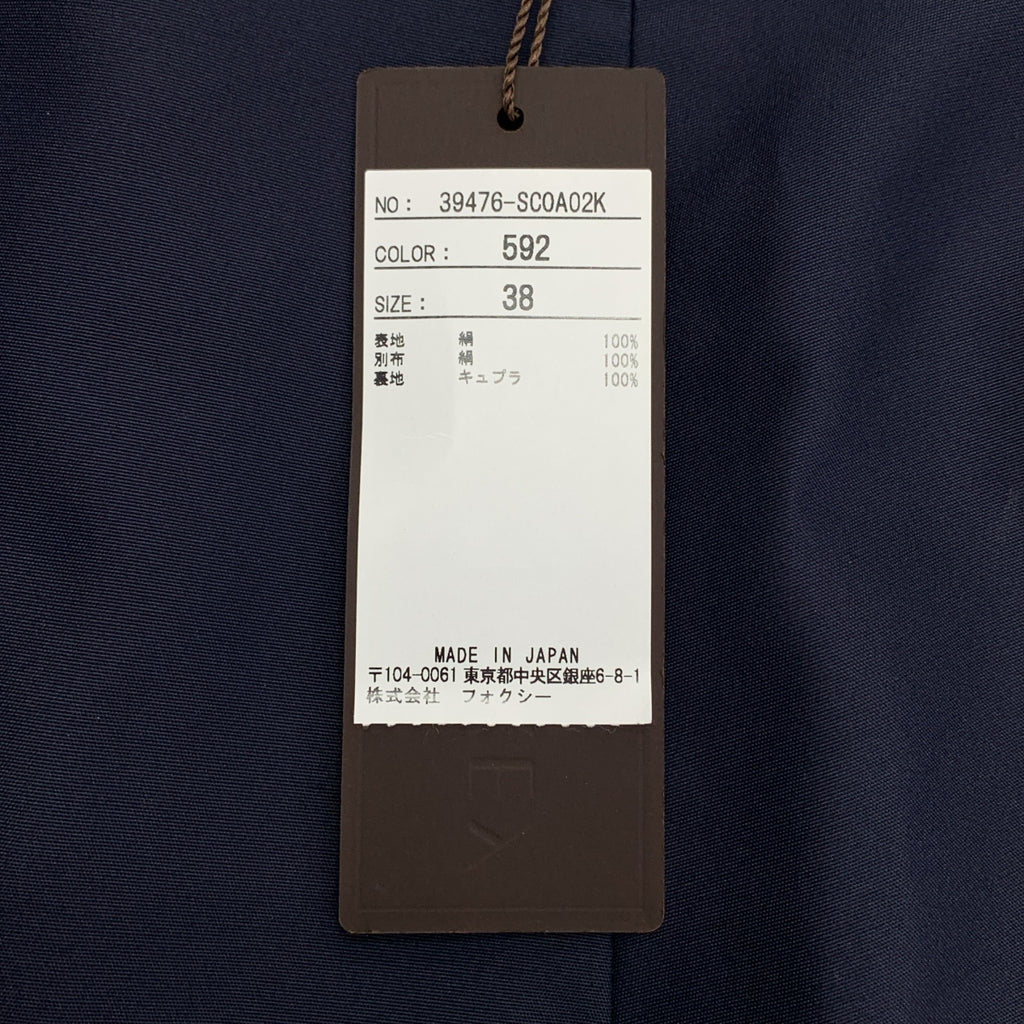 NO: 39476-SC0A02K
COLOR: 592
SIZE: 38
表地 絹 100%
別布 絹 100%
裏地 キュプラ 100%
MADE IN JAPAN
〒104-0061 東京都中央区銀座6-8-1
株式会社 フォクシー